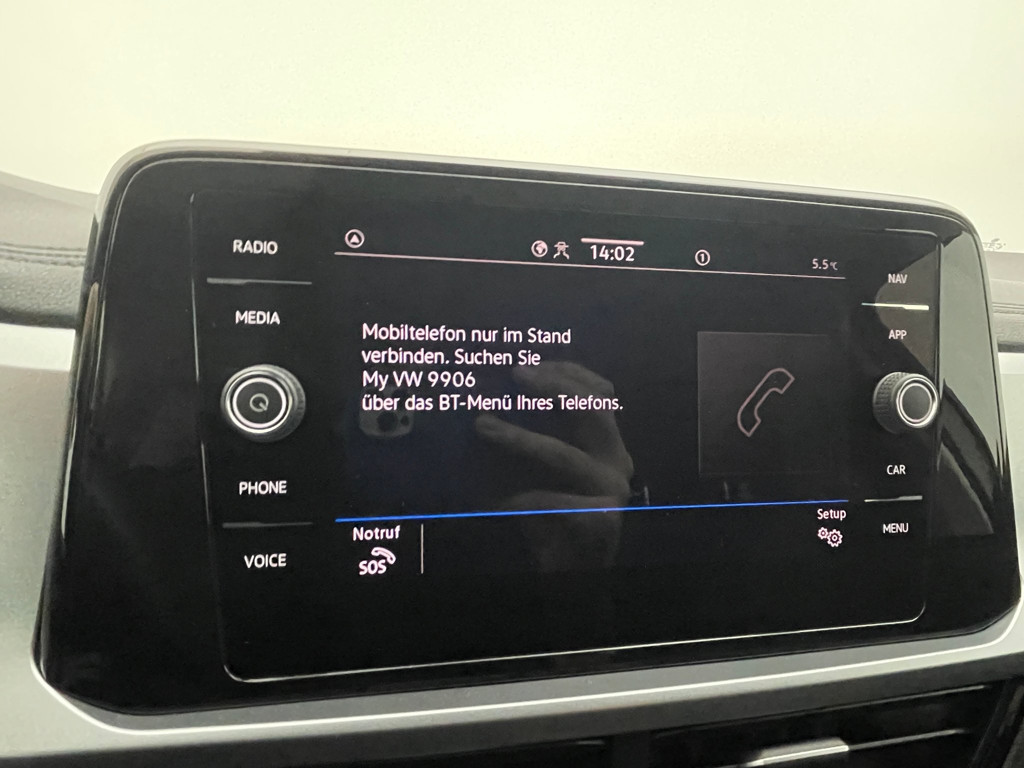 RADIO
MEDIA
PHONE
VOICE
14:02
1
5.5°C
Mobiltelefon nur im Stand
verbinden. Suchen Sie
My VW 9906
über das BT-Menü Ihres Telefons.
Notruf
SOS
Setup
NAV
APP
CAR
MENU